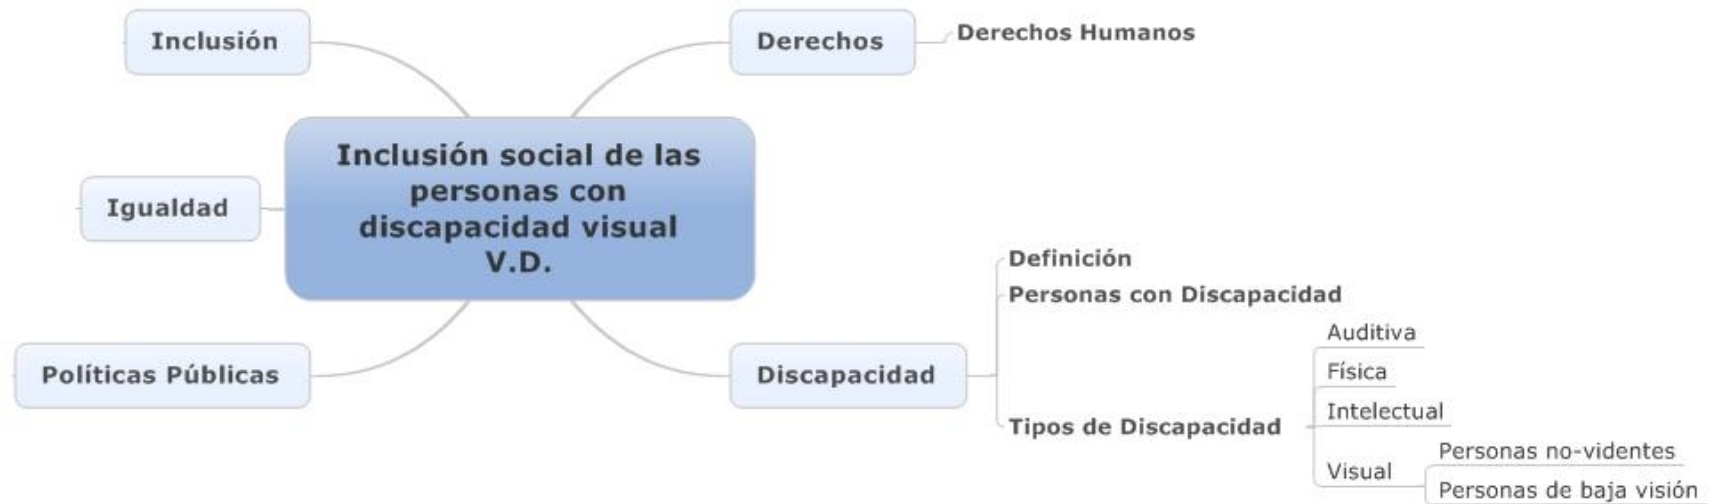 Inclusión
Derechos
Derechos Humanos
Inclusión social de las
personas con
discapacidad visual
V.D.
Igualdad
Políticas Públicas
Discapacidad
Definición
Personas con Discapacidad
Tipos de Discapacidad
Auditiva
Física
Intelectual
Visual
Personas no-videntes
Personas de baja visión